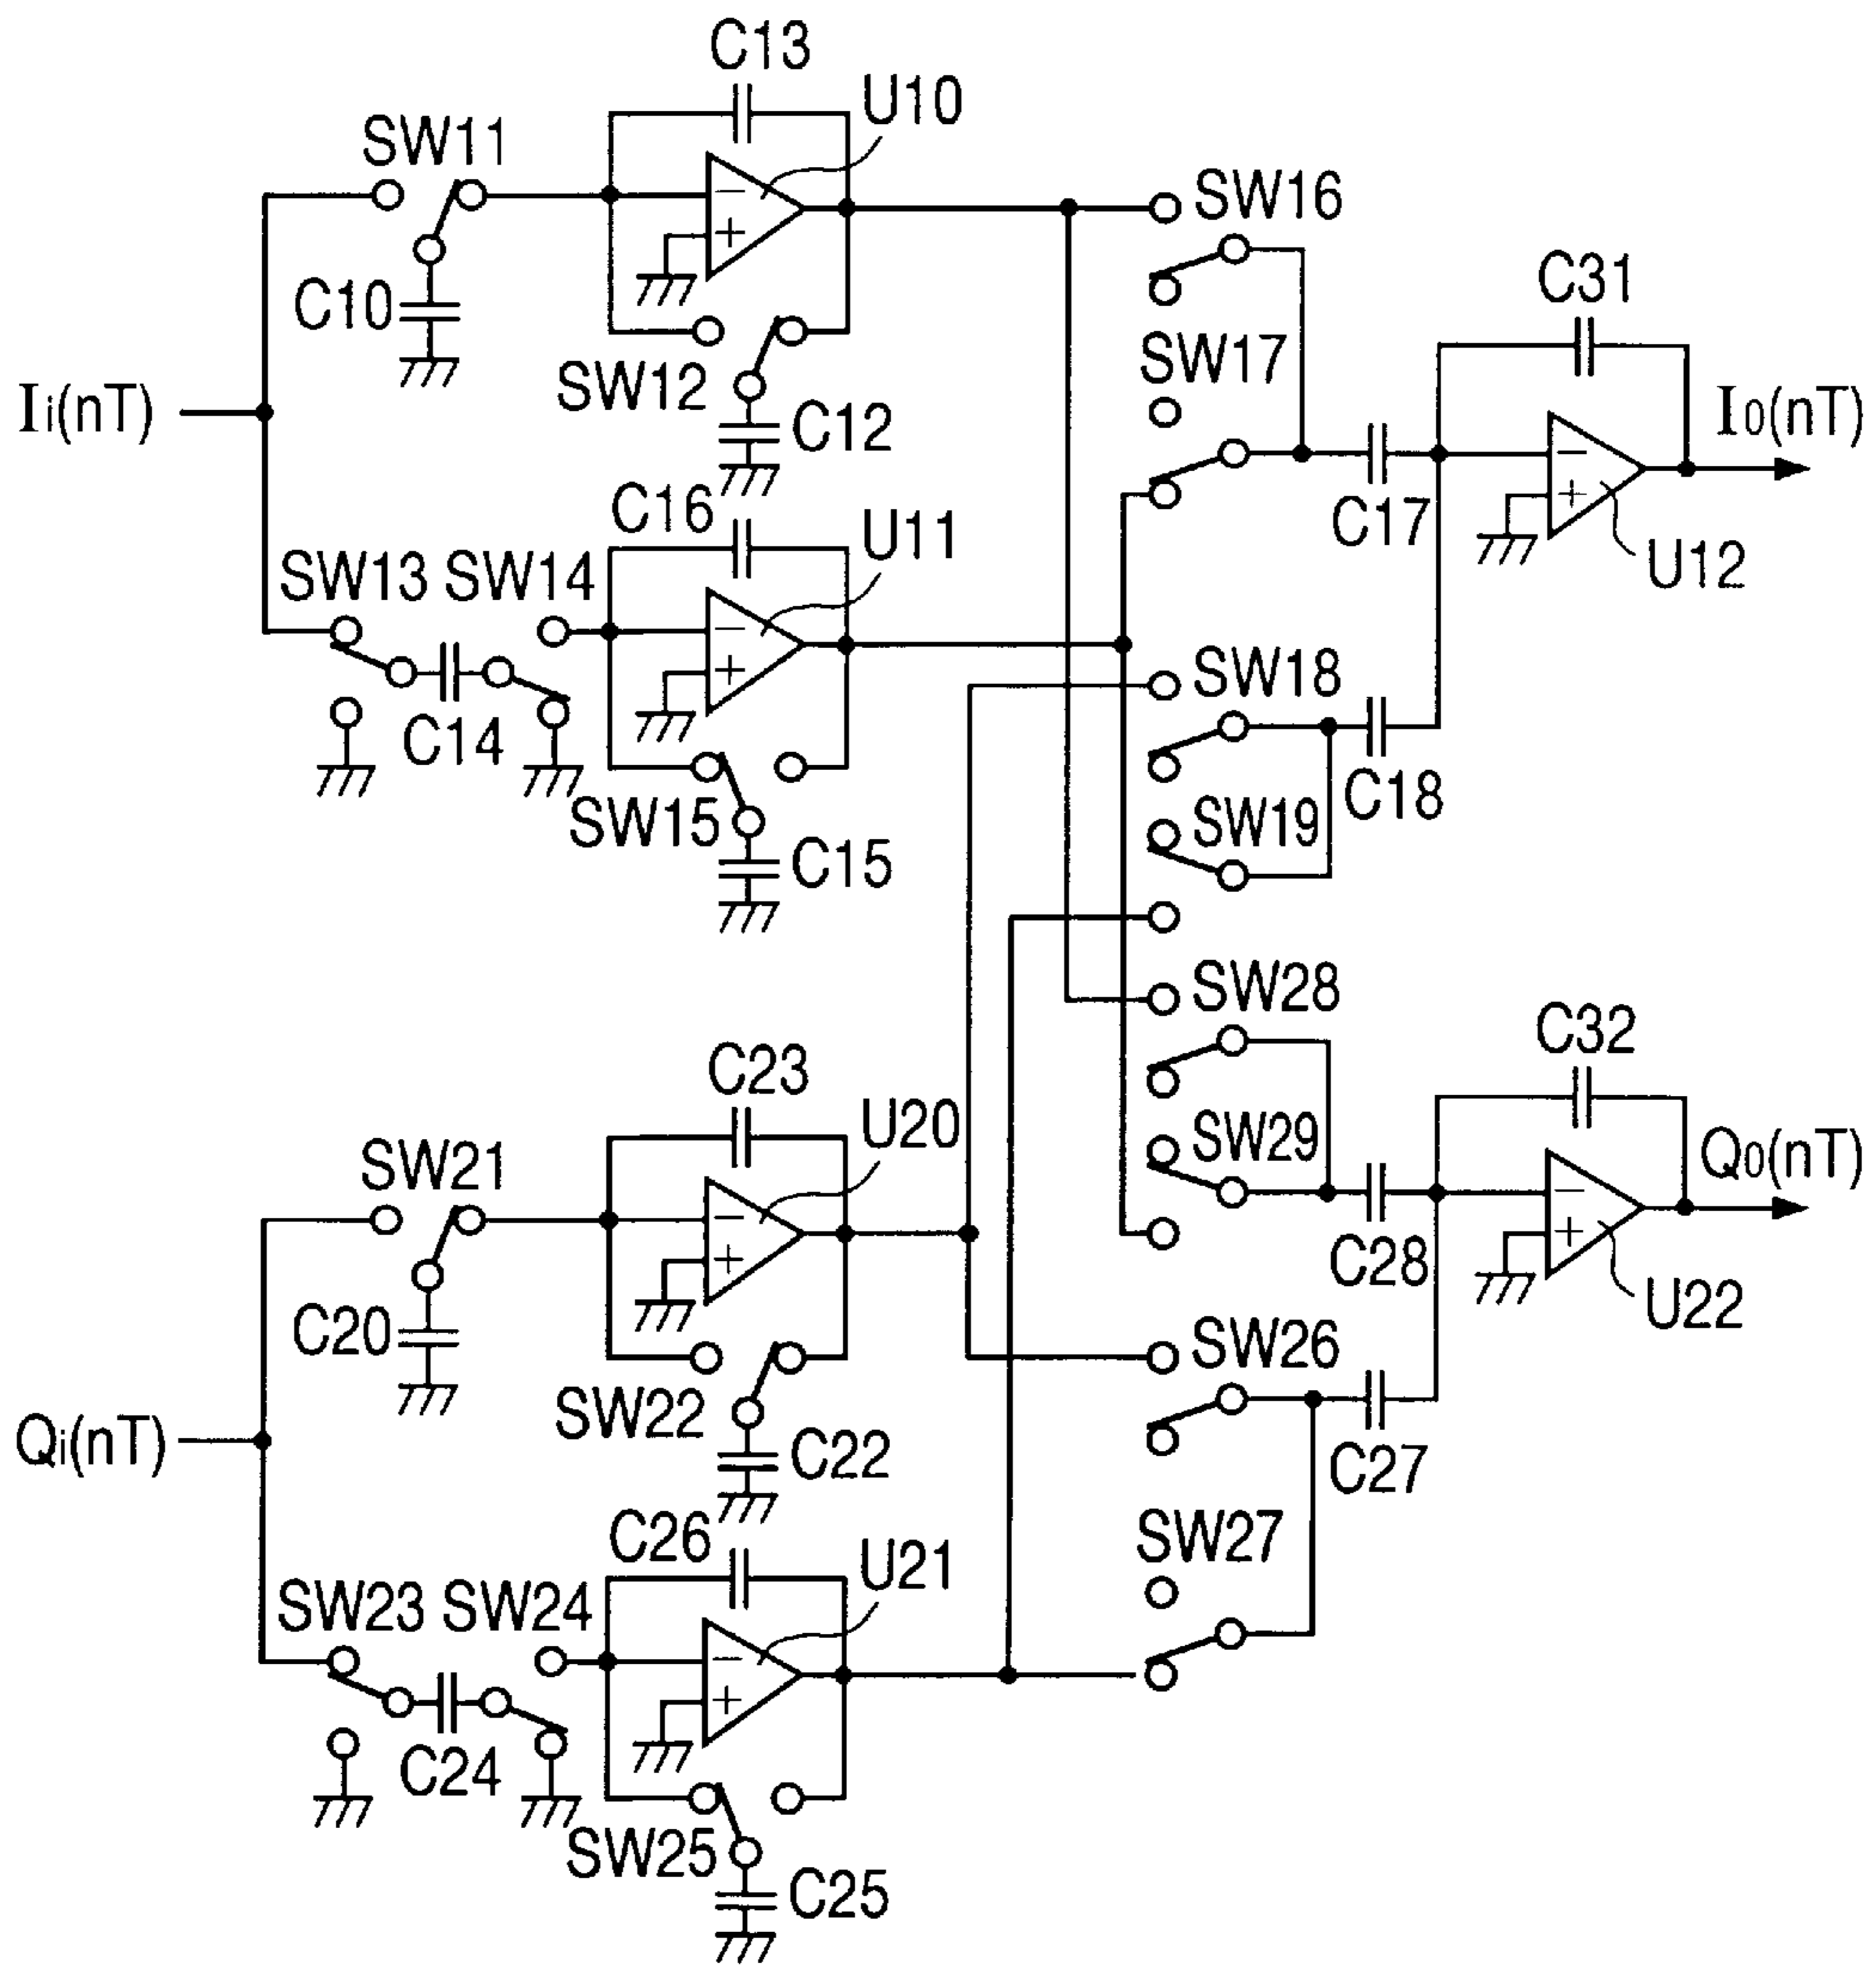 C13
U10
SW11
SW16
C10
C31
SW12
SW17
Ii(nT)
C12
I0(nT)
C16
U11
C17
SW13
SW14
U12
SW18
C14
SW15
C18
SW19
C15
SW28
C23
C32
U20
SW21
SW29
Q0(nT)
C28
C20
U22
SW26
SW22
Qi(nT)
C22
C27
C26
U21
SW27
SW23
SW24
C24
SW25
C25
− + − + − + − + − + − +